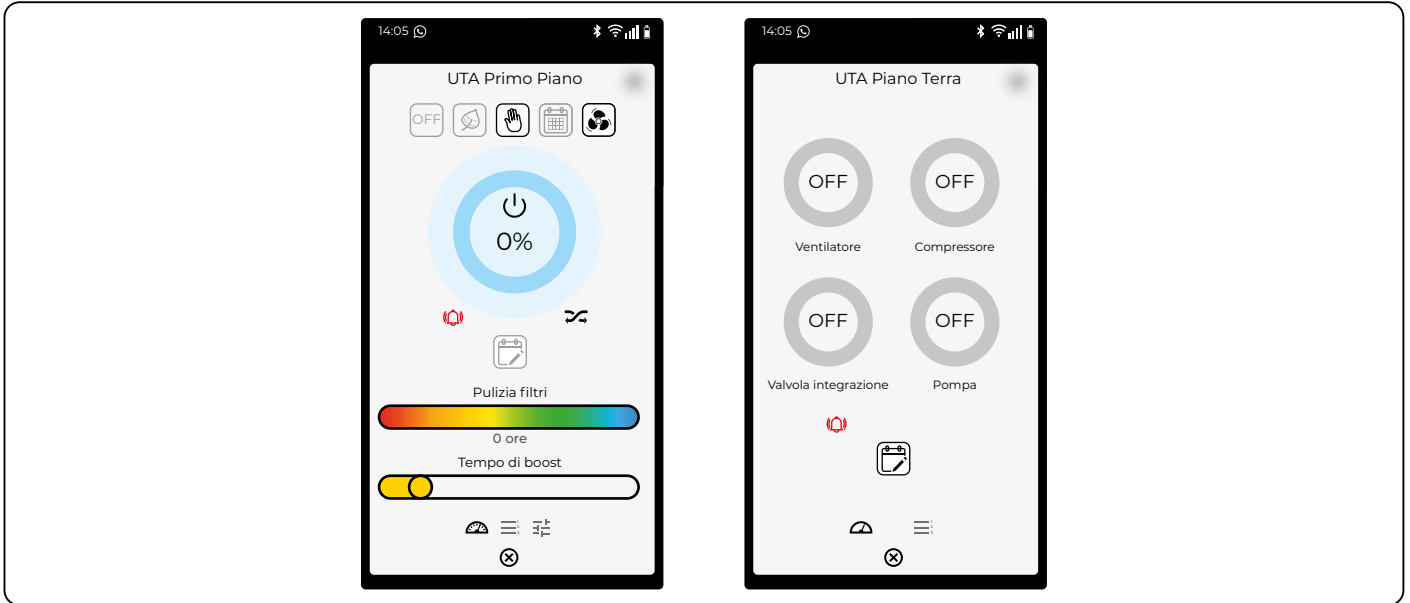 14:05
UTA Primo Piano
OFF
0%
Pulizia filtri
0 ore
Tempo di boost
14:05
UTA Piano Terra
OFF
OFF
Ventilatore
Compressore
OFF
OFF
Valvola integrazione
Pompa